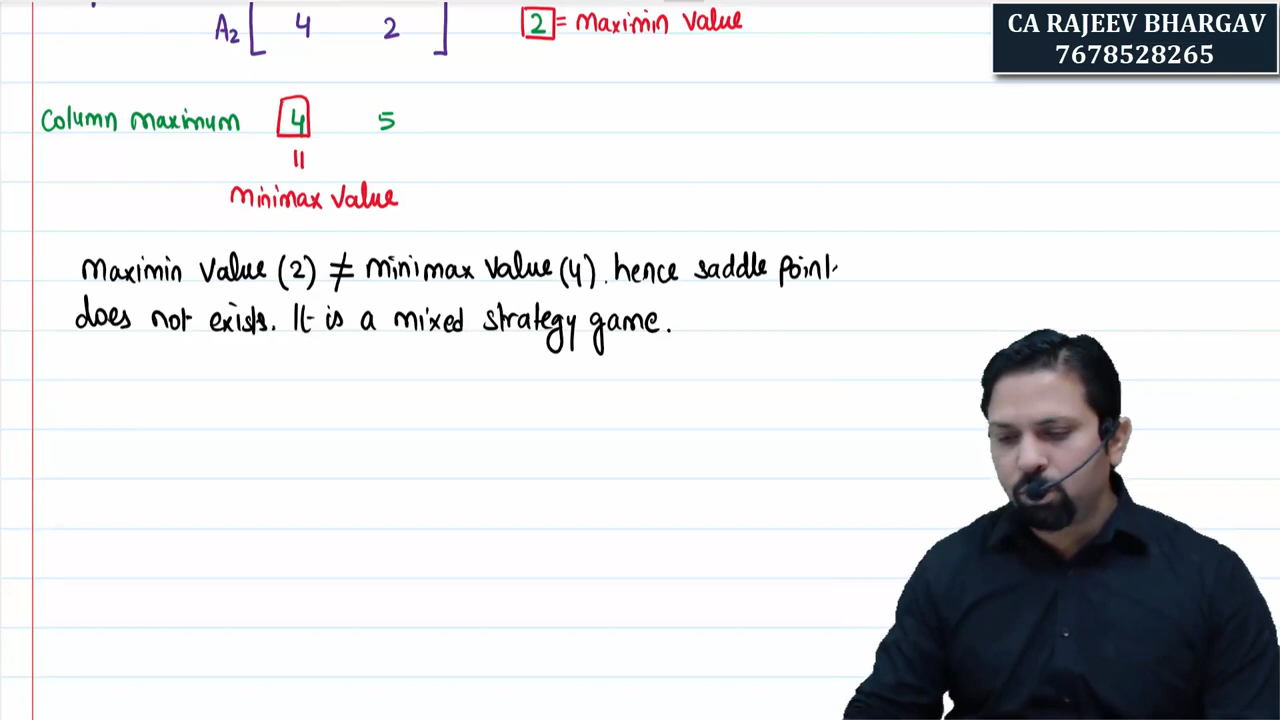 A2 [ 4 2 ] 2 = maximin value
CA RAJEEV BHARGAV
7678528265
Column maximum 4 5
=
minimax value
maximin value (2) ≠ minimax value (4). hence saddle point
does not exists. It is a mixed strategy game.